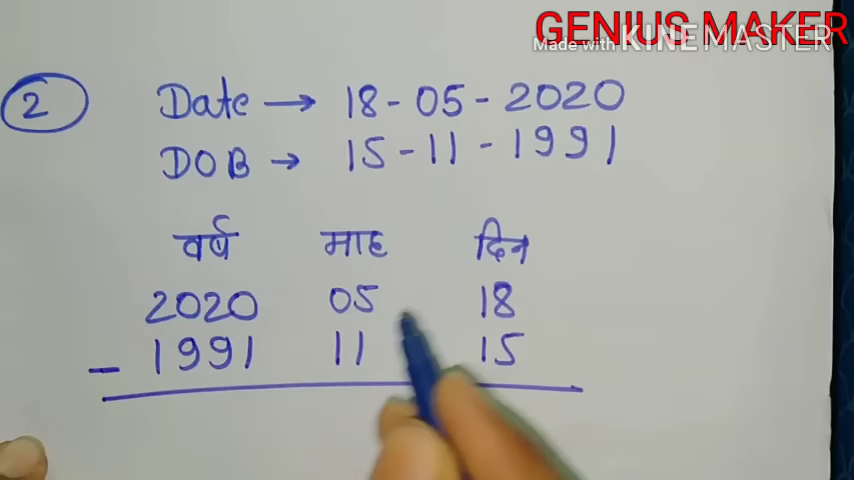 GENIUS MAKER
Made with KINEMASTER
2 Date → 18-05-2020
DOB → 15-11-1991
वर्ष माह दिन
2020 05 18
- 1991 11 15